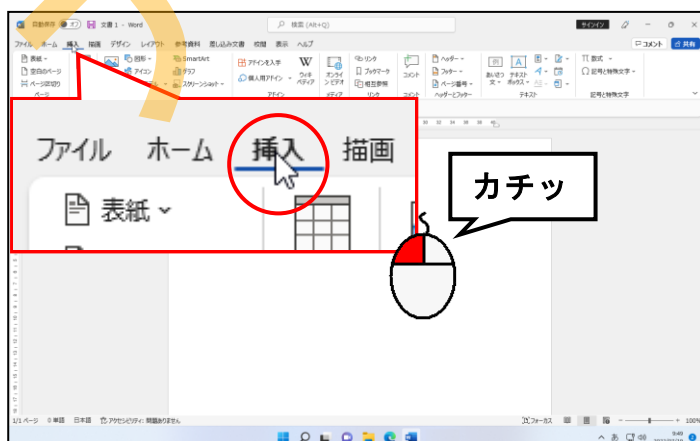 自動保存 オフ 文書 1 - Word 検索 (Alt+Q) サインイン
ファイル ホーム 挿入 描画 デザイン レイアウト 参考資料 差し込み文書 校閲 表示 ヘルプ コメント 共有
表紙 図形 SmartArt アドインを入手 リンク ヘッダー 数式
空白のページ アイコン グラフ ブックマーク フッター 記号と特殊文字
ページ区切り スクリーンショット 個人用アドイン ウィキペディア オンラインビデオ 相互参照 コメント ページ番号 あいさつ文 テキストボックス
ページ アドイン メディア リンク コメント ヘッダーとフッター テキスト 記号と特殊文字
ファイル ホーム 挿入 描画
表紙
カチッ
1/1 ページ 0 単語 日本語 アクセシビリティ: 問題ありません フォーカス 100%
あ 9:49